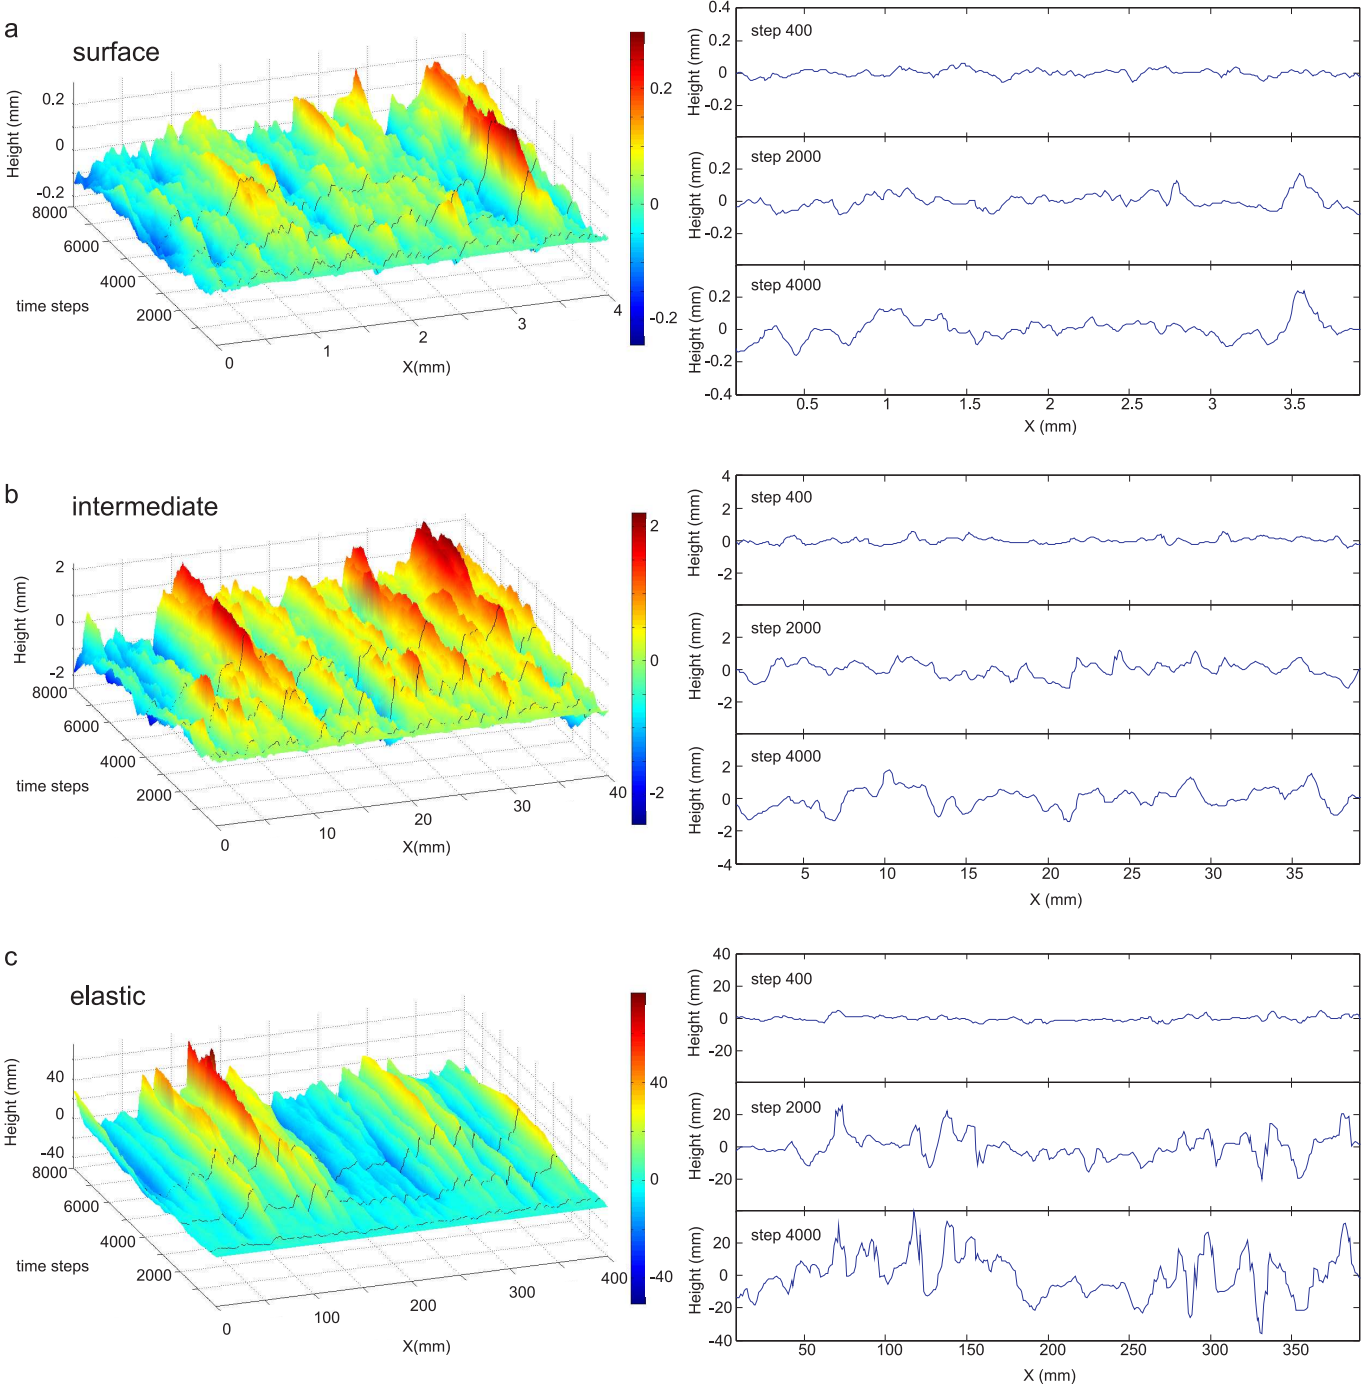 a
surface
Height (mm)
0.2
0
-0.2
8000
6000
4000
2000
time steps
0
1
2
3
4
X(mm)
0.2
0
-0.2
0.4
0.2
0
-0.2
Height (mm)
step 400
0.2
0
-0.2
Height (mm)
step 2000
0.2
0
-0.2
-0.4
Height (mm)
step 4000
0.5
1
1.5
2
2.5
3
3.5
X (mm)
b
intermediate
Height (mm)
2
0
-2
8000
6000
4000
2000
time steps
0
10
20
30
40
X(mm)
2
0
-2
4
2
0
-2
Height (mm)
step 400
2
0
-2
Height (mm)
step 2000
2
0
-2
-4
Height (mm)
step 4000
5
10
15
20
25
30
35
X (mm)
c
elastic
Height (mm)
40
0
-40
8000
6000
4000
2000
time steps
0
100
200
300
400
X(mm)
40
0
-40
40
20
0
-20
Height (mm)
step 400
20
0
-20
Height (mm)
step 2000
20
0
-20
-40
Height (mm)
step 4000
50
100
150
200
250
300
350
X (mm)